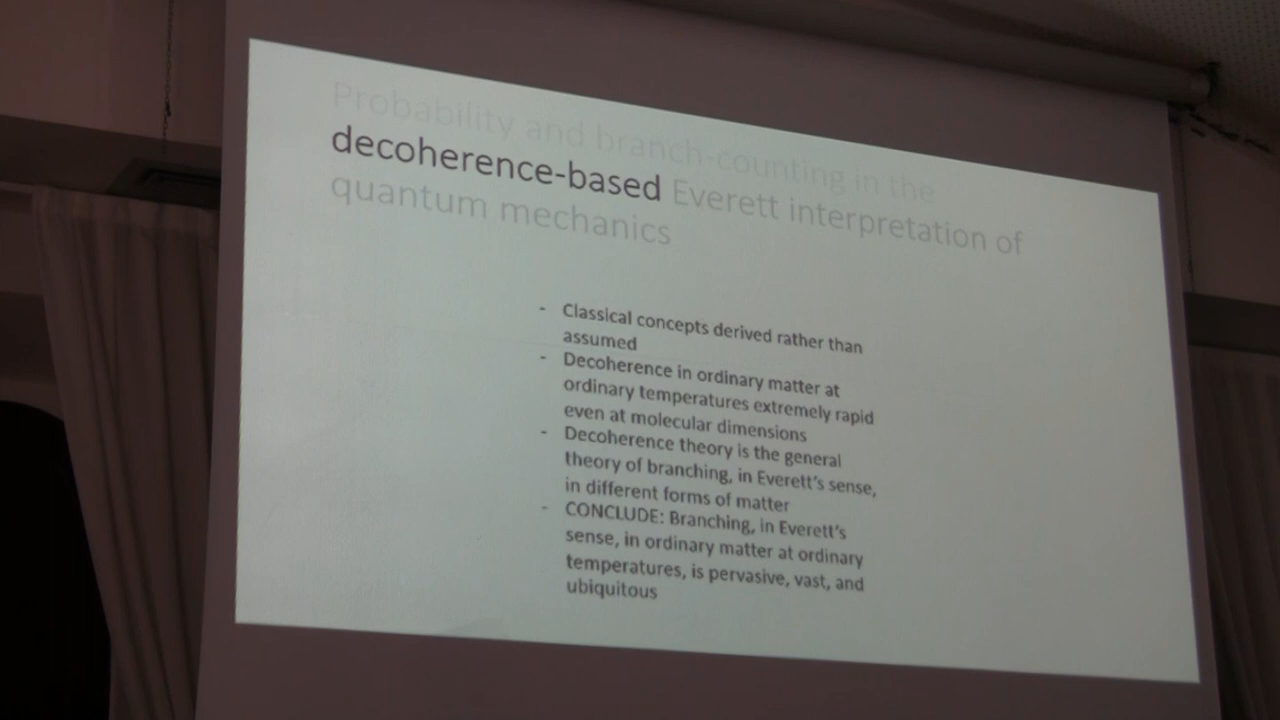 Probability and branch-counting in the
decoherence-based Everett interpretation of
quantum mechanics
- Classical concepts derived rather than
assumed
- Decoherence in ordinary matter at
ordinary temperatures extremely rapid
even at molecular dimensions
- Decoherence theory is the general
theory of branching, in Everett's sense,
in different forms of matter
- CONCLUDE: Branching, in Everett's
sense, in ordinary matter at ordinary
temperatures, is pervasive, vast, and
ubiquitous